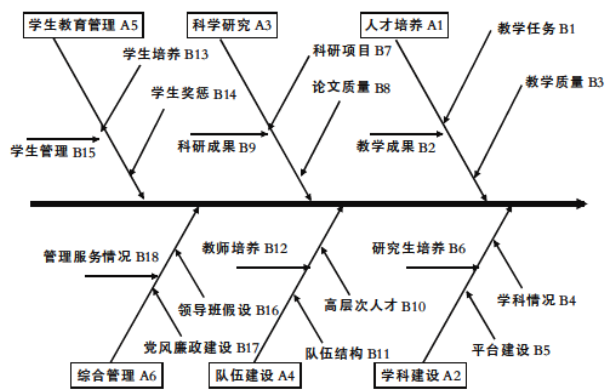 学生教育管理 A5
科学研究 A3
人才培养 A1
教学任务 B1
学生培养 B13
科研项目 B7
教学质量 B3
学生奖惩 B14
论文质量 B8
学生管理 B15
科研成果 B9
教学成果 B2
管理服务情况 B18
教师培养 B12
研究生培养 B6
领导班假设 B16
高层次人才 B10
学科情况 B4
党风廉政建设 B17
队伍结构 B11
平台建设 B5
综合管理 A6
队伍建设 A4
学科建设 A2